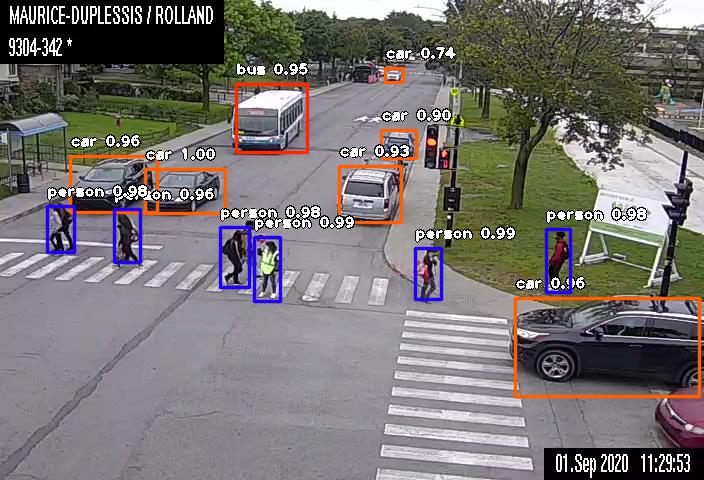 MAURICE-DUPLESSIS / ROLLAND
9304-342 *
car 0.74
bus 0.95
car 0.90
car 0.96
car 1.00
car 0.93
person 0.98
person 0.96
person 0.98
person 0.99
person 0.99
person 0.98
car 0.96
01.Sep 2020 11:29:53